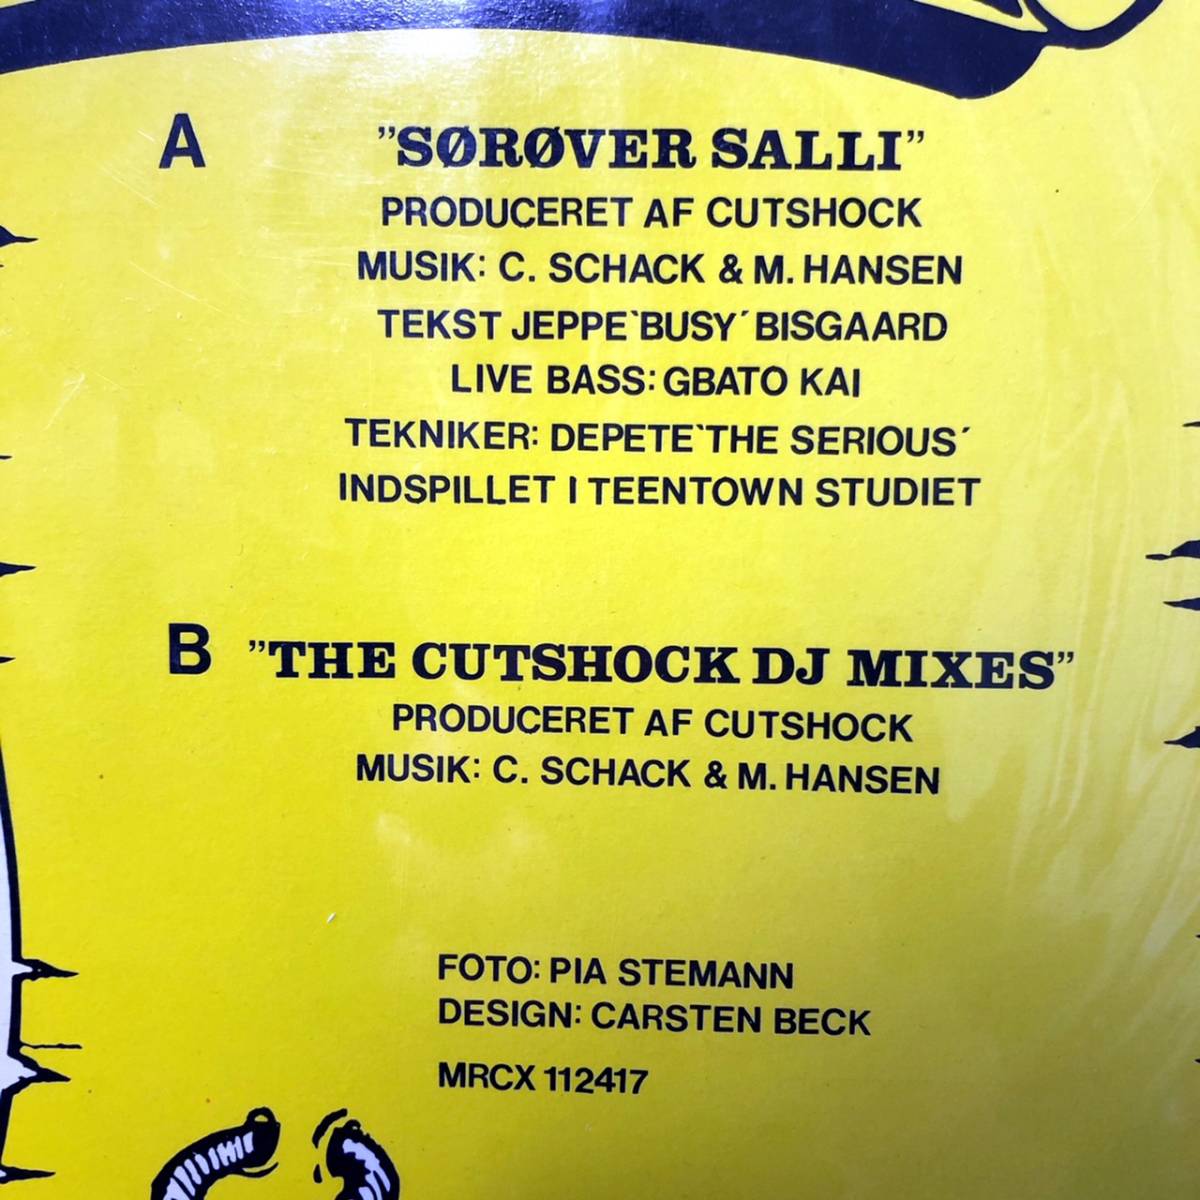 A
"SØRØVER SALLI"
PRODUCERET AF CUTSHOCK
MUSIK: C. SCHACK & M. HANSEN
TEKST JEPPE `BUSY´ BISGAARD
LIVE BASS: GBATO KAI
TEKNIKER: DEPETE `THE SERIOUS´
INDSPILLET I TEENTOWN STUDIET
B
"THE CUTSHOCK DJ MIXES"
PRODUCERET AF CUTSHOCK
MUSIK: C. SCHACK & M. HANSEN
FOTO: PIA STEMANN
DESIGN: CARSTEN BECK
MRCX 112417